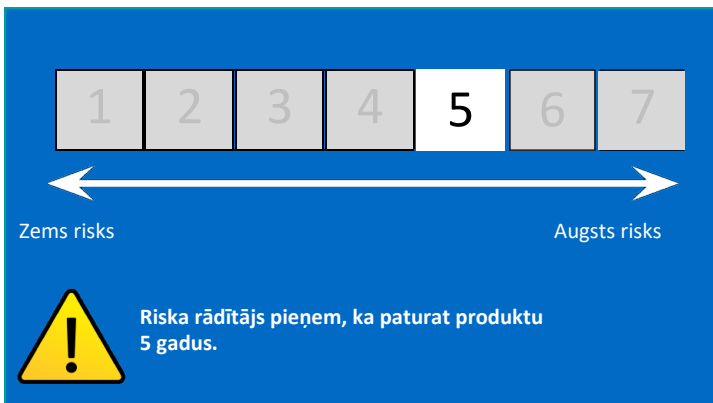 1 2 3 4 5 6 7
Zems risks Augsts risks
Riska rādītājs pieņem, ka paturat produktu
5 gadus.